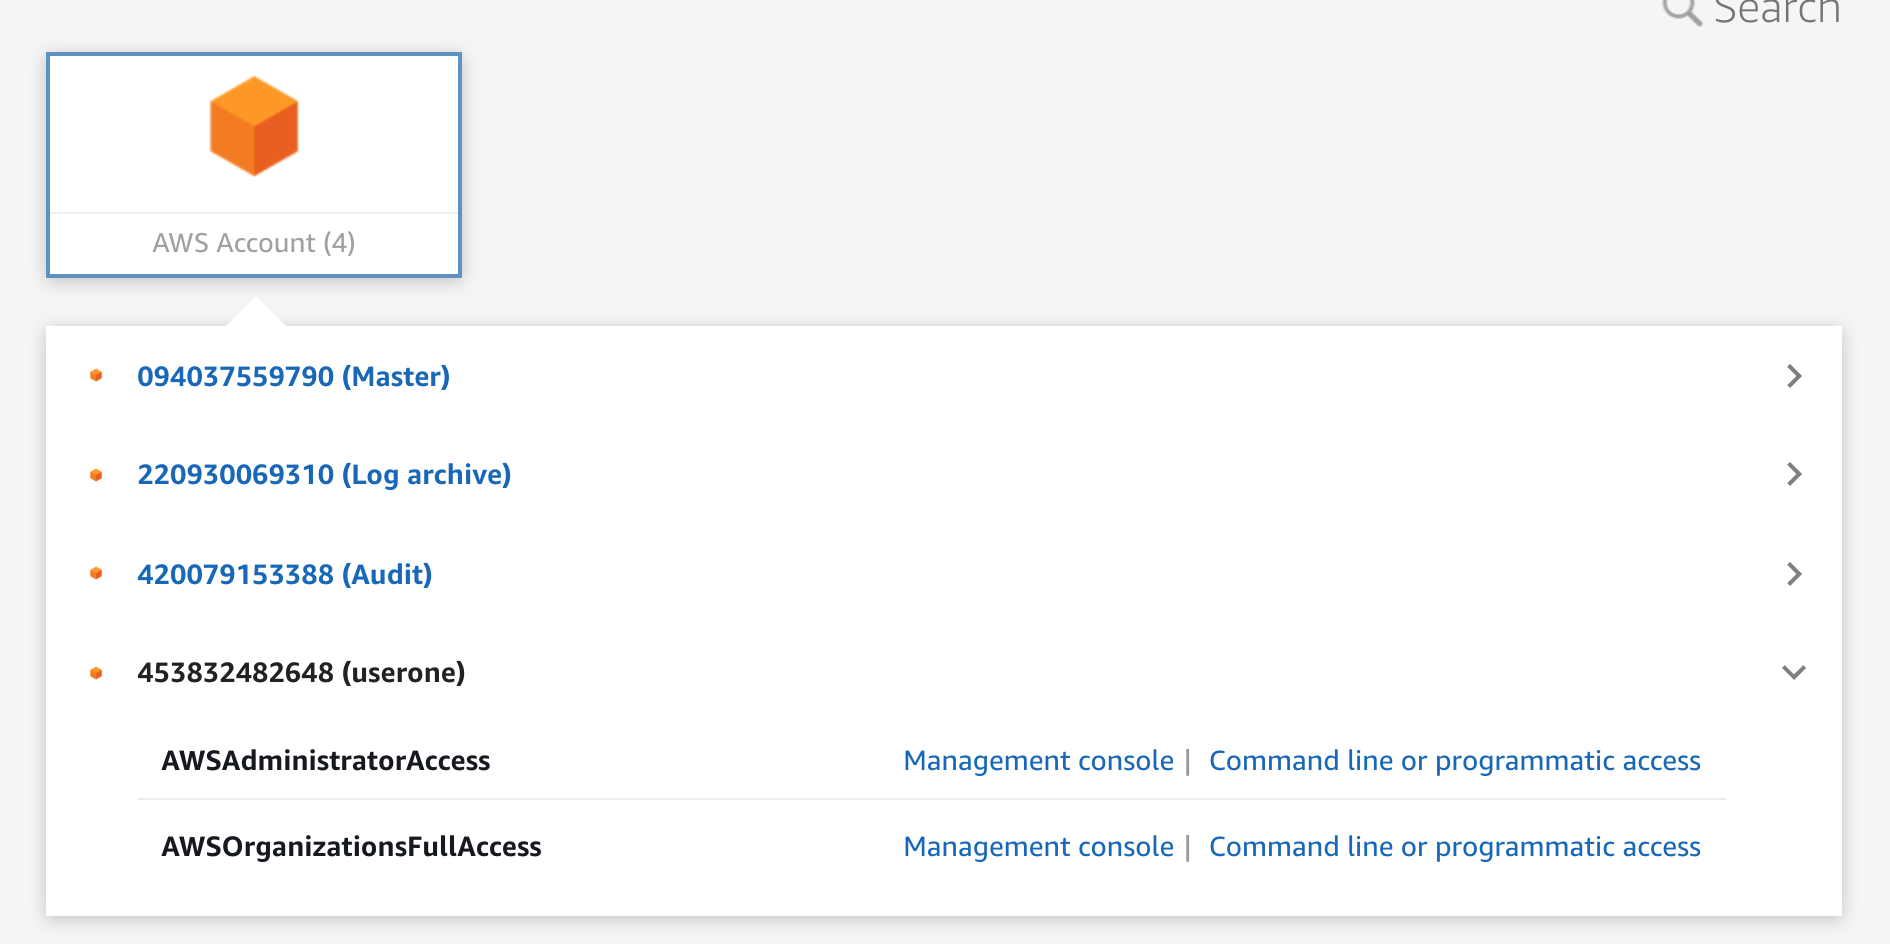 Search
AWS Account (4)
094037559790 (Master)
220930069310 (Log archive)
420079153388 (Audit)
453832482648 (userone)
AWSAdministratorAccess Management console | Command line or programmatic access
AWSOrganizationsFullAccess Management console | Command line or programmatic access